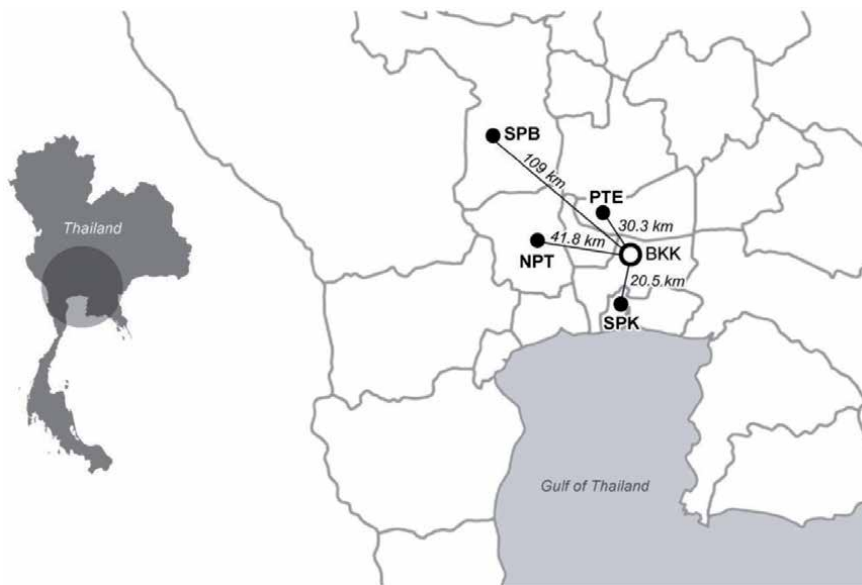 Thailand
SPB
109 km
PTE
30.3 km
41.8 km
BKK
NPT
20.5.km
SPK
Gulf of Thailand